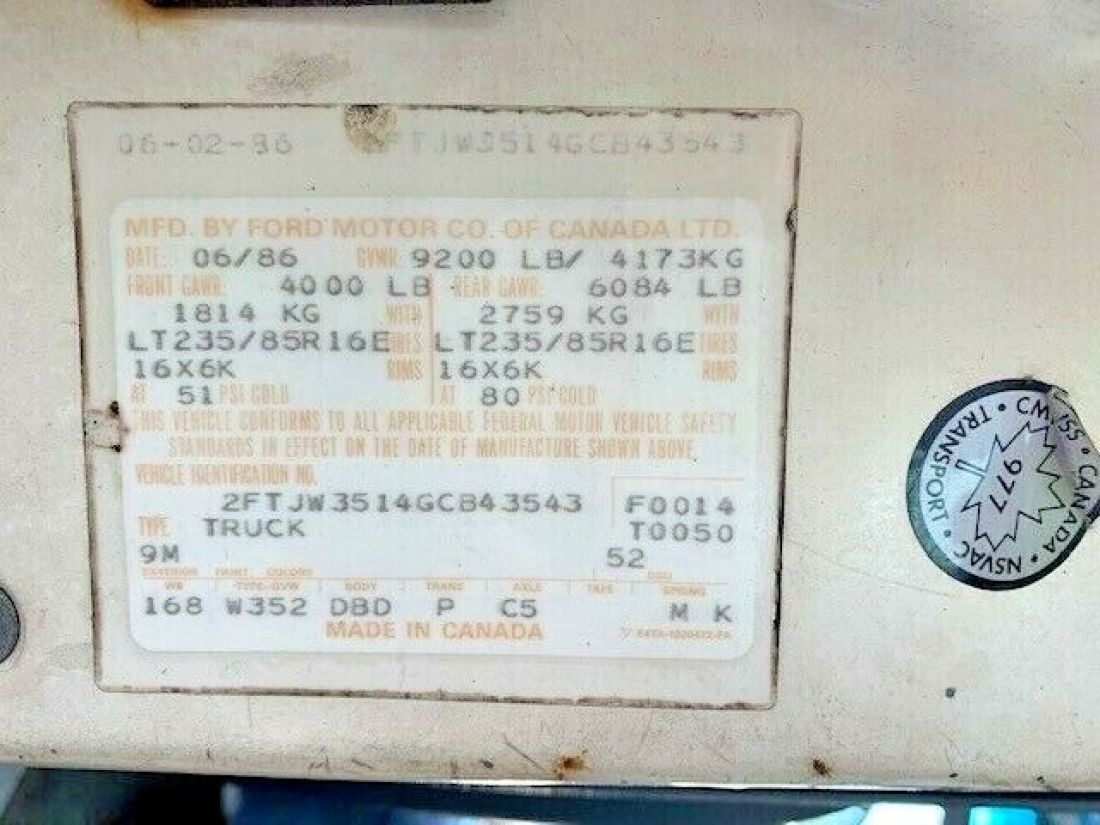 06-02-86 2FTJW3514GCB43543
MFD. BY FORD MOTOR CO. OF CANADA LTD.
DATE: 06/86 GVWR: 9200 LB/ 4173KG
FRONT GAWR: 4000 LB REAR GAWR: 6084 LB
1814 KG WITH 2759 KG WITH
LT235/85R16E TIRES LT235/85R16E TIRES
16X6K RIMS 16X6K RIMS
AT 51 PSI COLD AT 80 PSI COLD
THIS VEHICLE CONFORMS TO ALL APPLICABLE FEDERAL MOTOR VEHICLE SAFETY
STANDARDS IN EFFECT ON THE DATE OF MANUFACTURE SHOWN ABOVE.
VEHICLE IDENTIFICATION NO.
2FTJW3514GCB43543 F0014
TYPE TRUCK T0050
9M 52
EXTERIOR PAINT COLORS DSO
WB TYPE-GVW BODY TRANS AXLE TAPE SPRING
168 W352 DBD P C5 M K
MADE IN CANADA
CANADA • NSVAC • TRANSPORT •
977